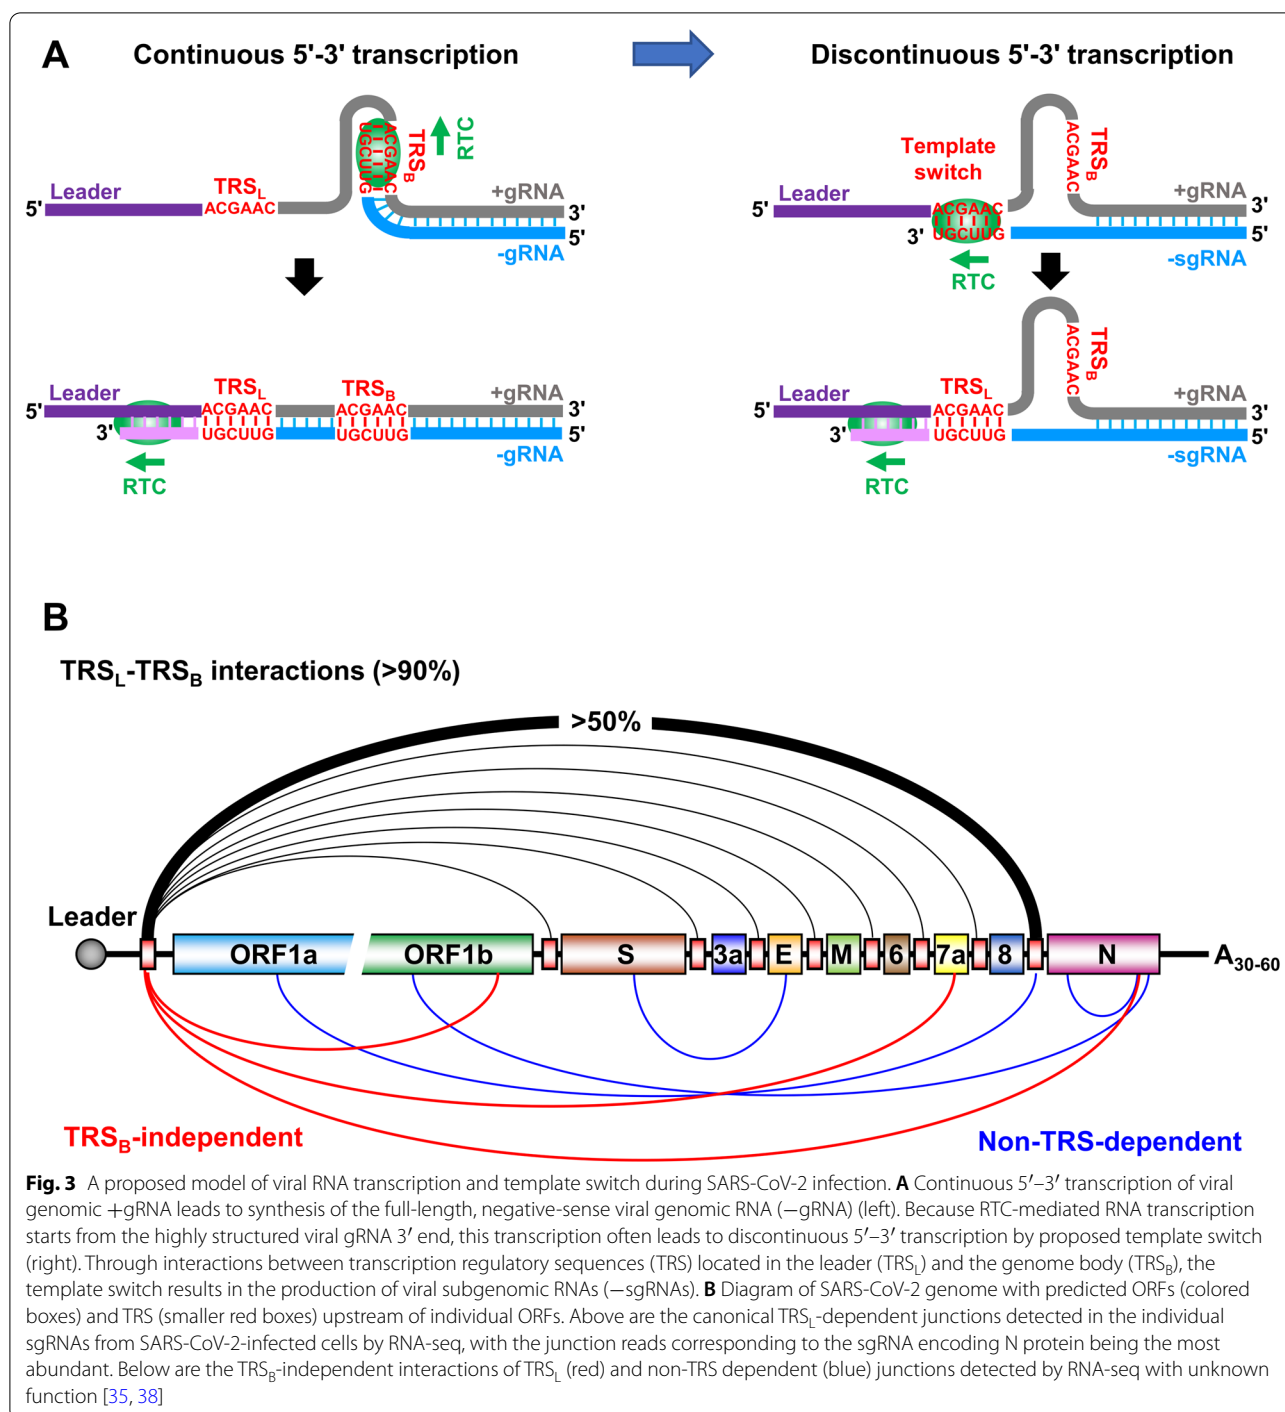 A
Continuous 5'-3' transcription
Discontinuous 5'-3' transcription
UGCUUG
ACGAAC
TRSB
RTC
Leader
TRSL
5'
ACGAAC
+gRNA
3'
5'
-gRNA
Template
switch
ACGAAC
TRSB
Leader
+gRNA
5'
ACGAAC
3'
3'
UGCUUG
5'
-sgRNA
RTC
Leader
TRSL
TRSB
+gRNA
5'
ACGAAC
ACGAAC
3'
3'
UGCUUG
UGCUUG
5'
-gRNA
RTC
ACGAAC
TRSB
Leader
TRSL
+gRNA
5'
ACGAAC
3'
3'
UGCUUG
5'
-sgRNA
RTC
B
TRSL-TRSB interactions (>90%)
>50%
Leader
ORF1a
ORF1b
S
3a
E
M
6
7a
8
N
A30-60
TRSB-independent
Non-TRS-dependent
Fig. 3 A proposed model of viral RNA transcription and template switch during SARS-CoV-2 infection. A Continuous 5′–3′ transcription of viral
genomic +gRNA leads to synthesis of the full-length, negative-sense viral genomic RNA (−gRNA) (left). Because RTC-mediated RNA transcription
starts from the highly structured viral gRNA 3′ end, this transcription often leads to discontinuous 5′–3′ transcription by proposed template switch
(right). Through interactions between transcription regulatory sequences (TRS) located in the leader (TRSL) and the genome body (TRSB), the
template switch results in the production of viral subgenomic RNAs (−sgRNAs). B Diagram of SARS-CoV-2 genome with predicted ORFs (colored
boxes) and TRS (smaller red boxes) upstream of individual ORFs. Above are the canonical TRSL-dependent junctions detected in the individual
sgRNAs from SARS-CoV-2-infected cells by RNA-seq, with the junction reads corresponding to the sgRNA encoding N protein being the most
abundant. Below are the TRSB-independent interactions of TRSL (red) and non-TRS dependent (blue) junctions detected by RNA-seq with unknown
function [35, 38]